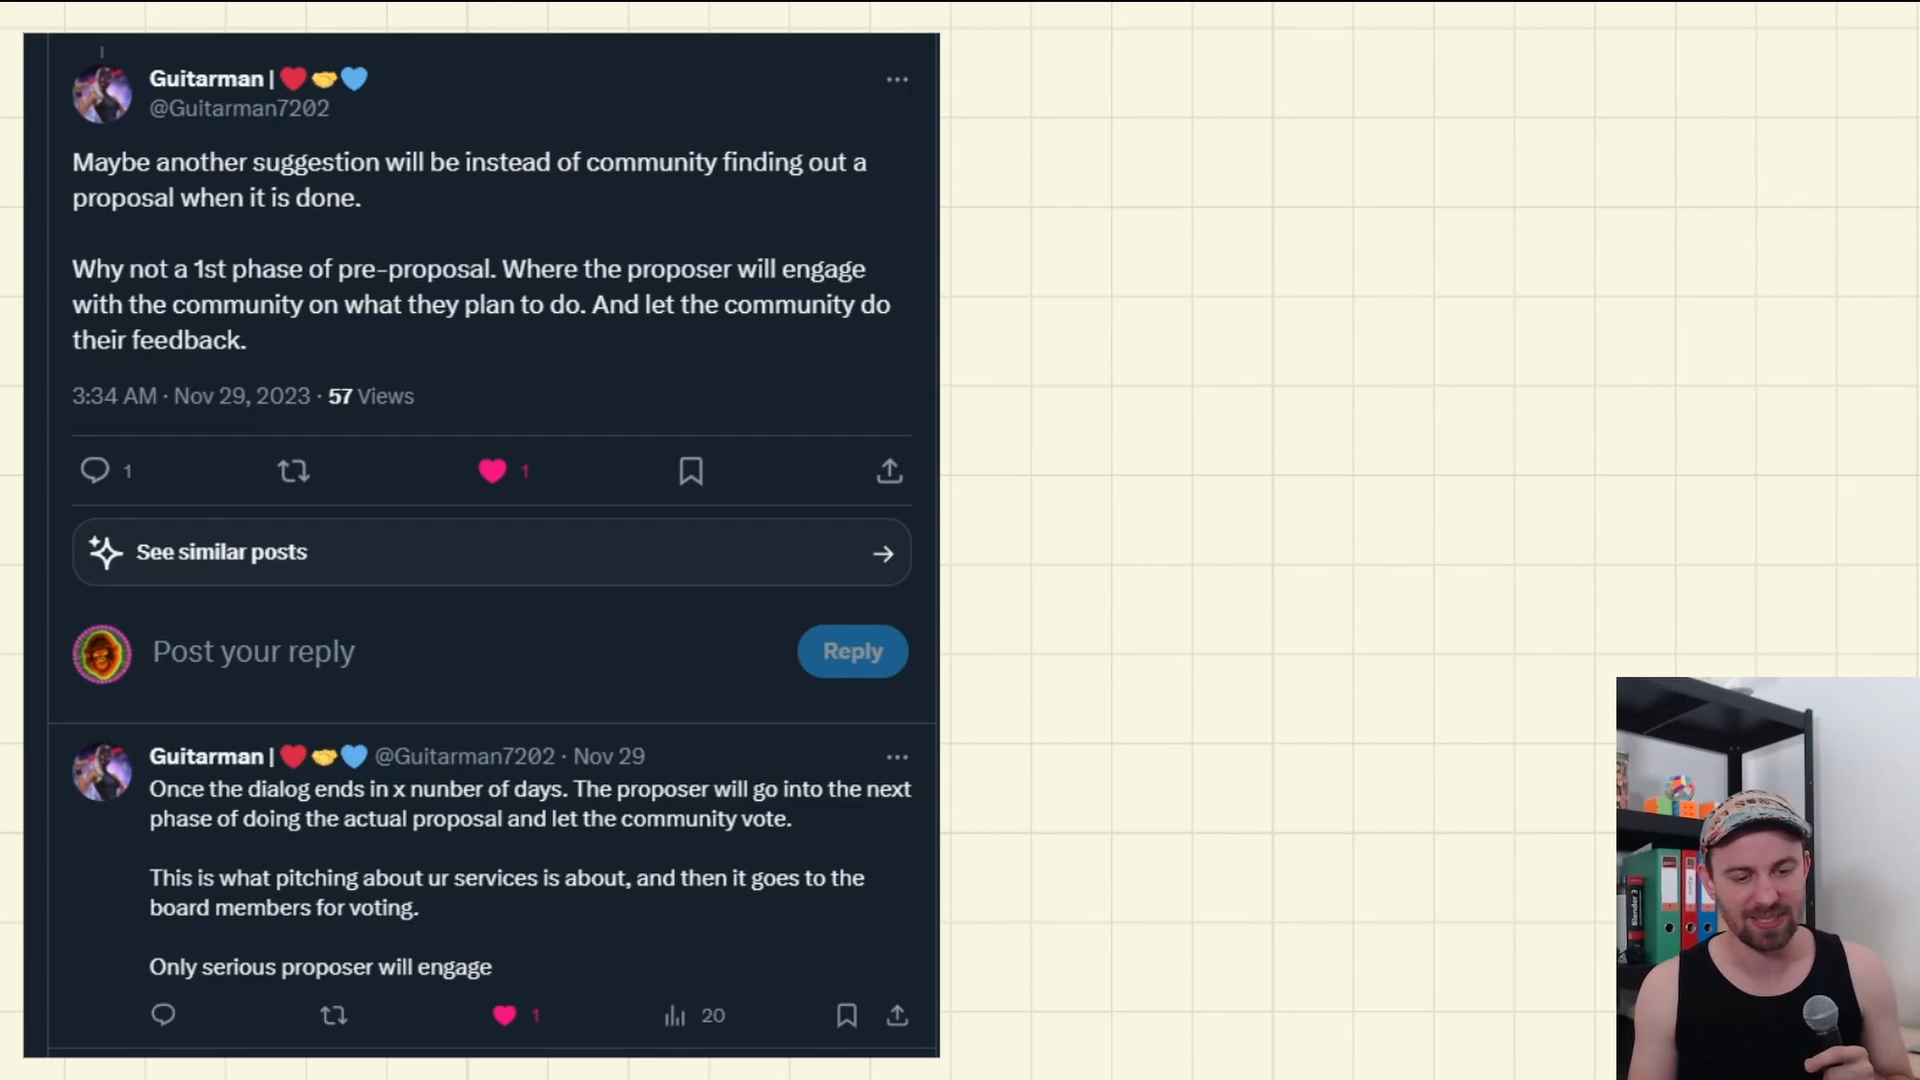 Guitarman | ❤️🤝💙
@Guitarman7202
Maybe another suggestion will be instead of community finding out a
proposal when it is done.
Why not a 1st phase of pre-proposal. Where the proposer will engage
with the community on what they plan to do. And let the community do
their feedback.
3:34 AM · Nov 29, 2023 · 57 Views
1
1
See similar posts
Post your reply
Reply
Guitarman | ❤️🤝💙 @Guitarman7202 · Nov 29
Once the dialog ends in x nunber of days. The proposer will go into the next
phase of doing the actual proposal and let the community vote.
This is what pitching about ur services is about, and then it goes to the
board members for voting.
Only serious proposer will engage
1
20
Blender 3